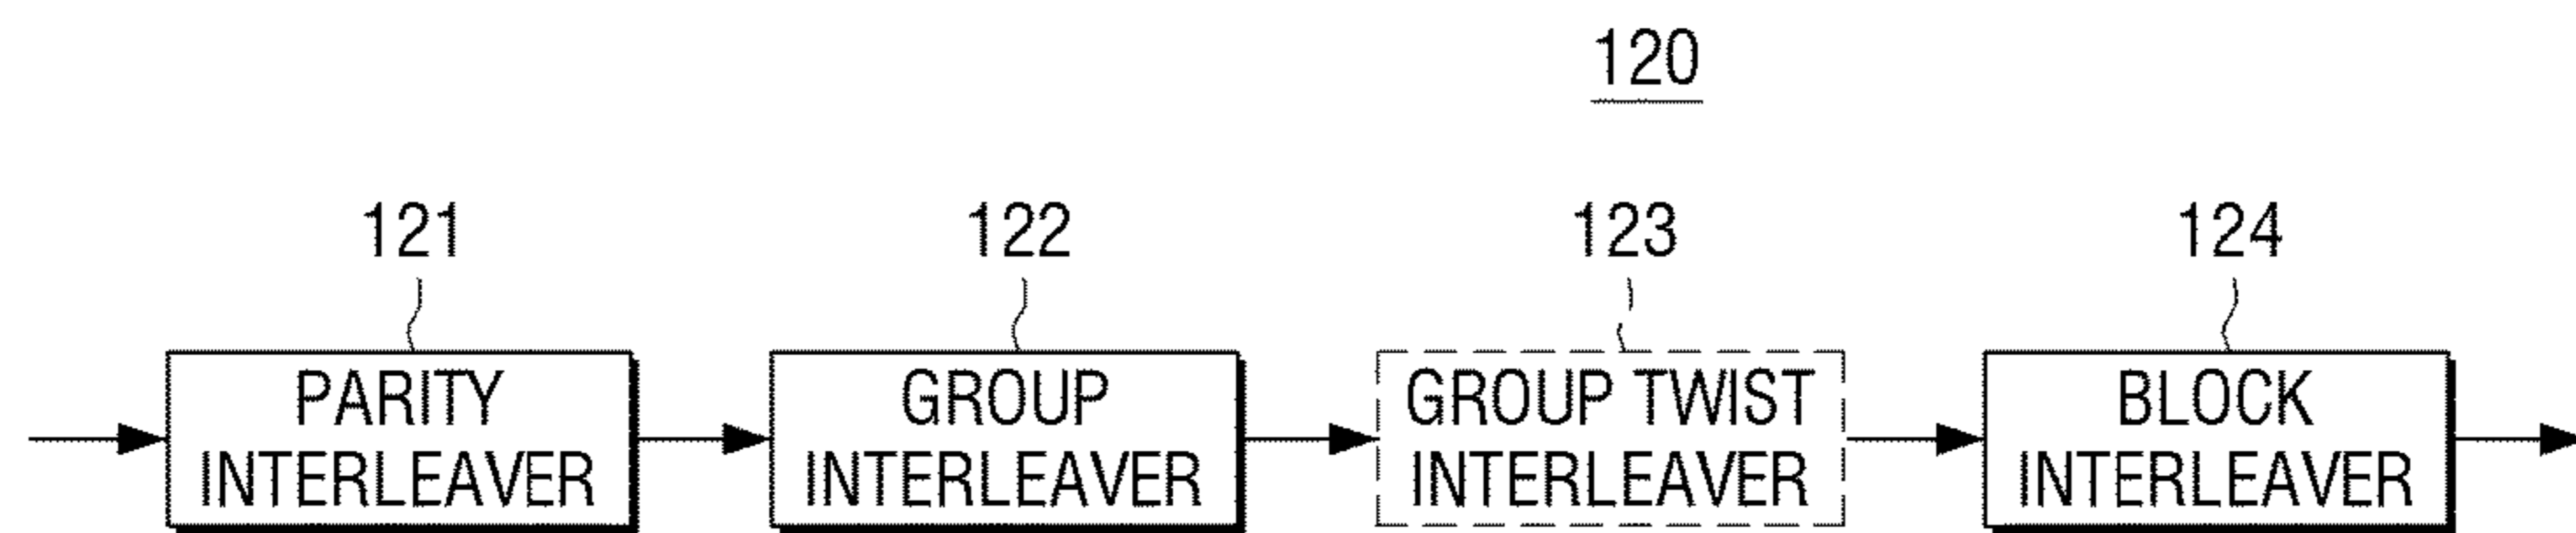 120
121
122
123
124
PARITY
INTERLEAVER
GROUP
INTERLEAVER
GROUP TWIST
INTERLEAVER
BLOCK
INTERLEAVER